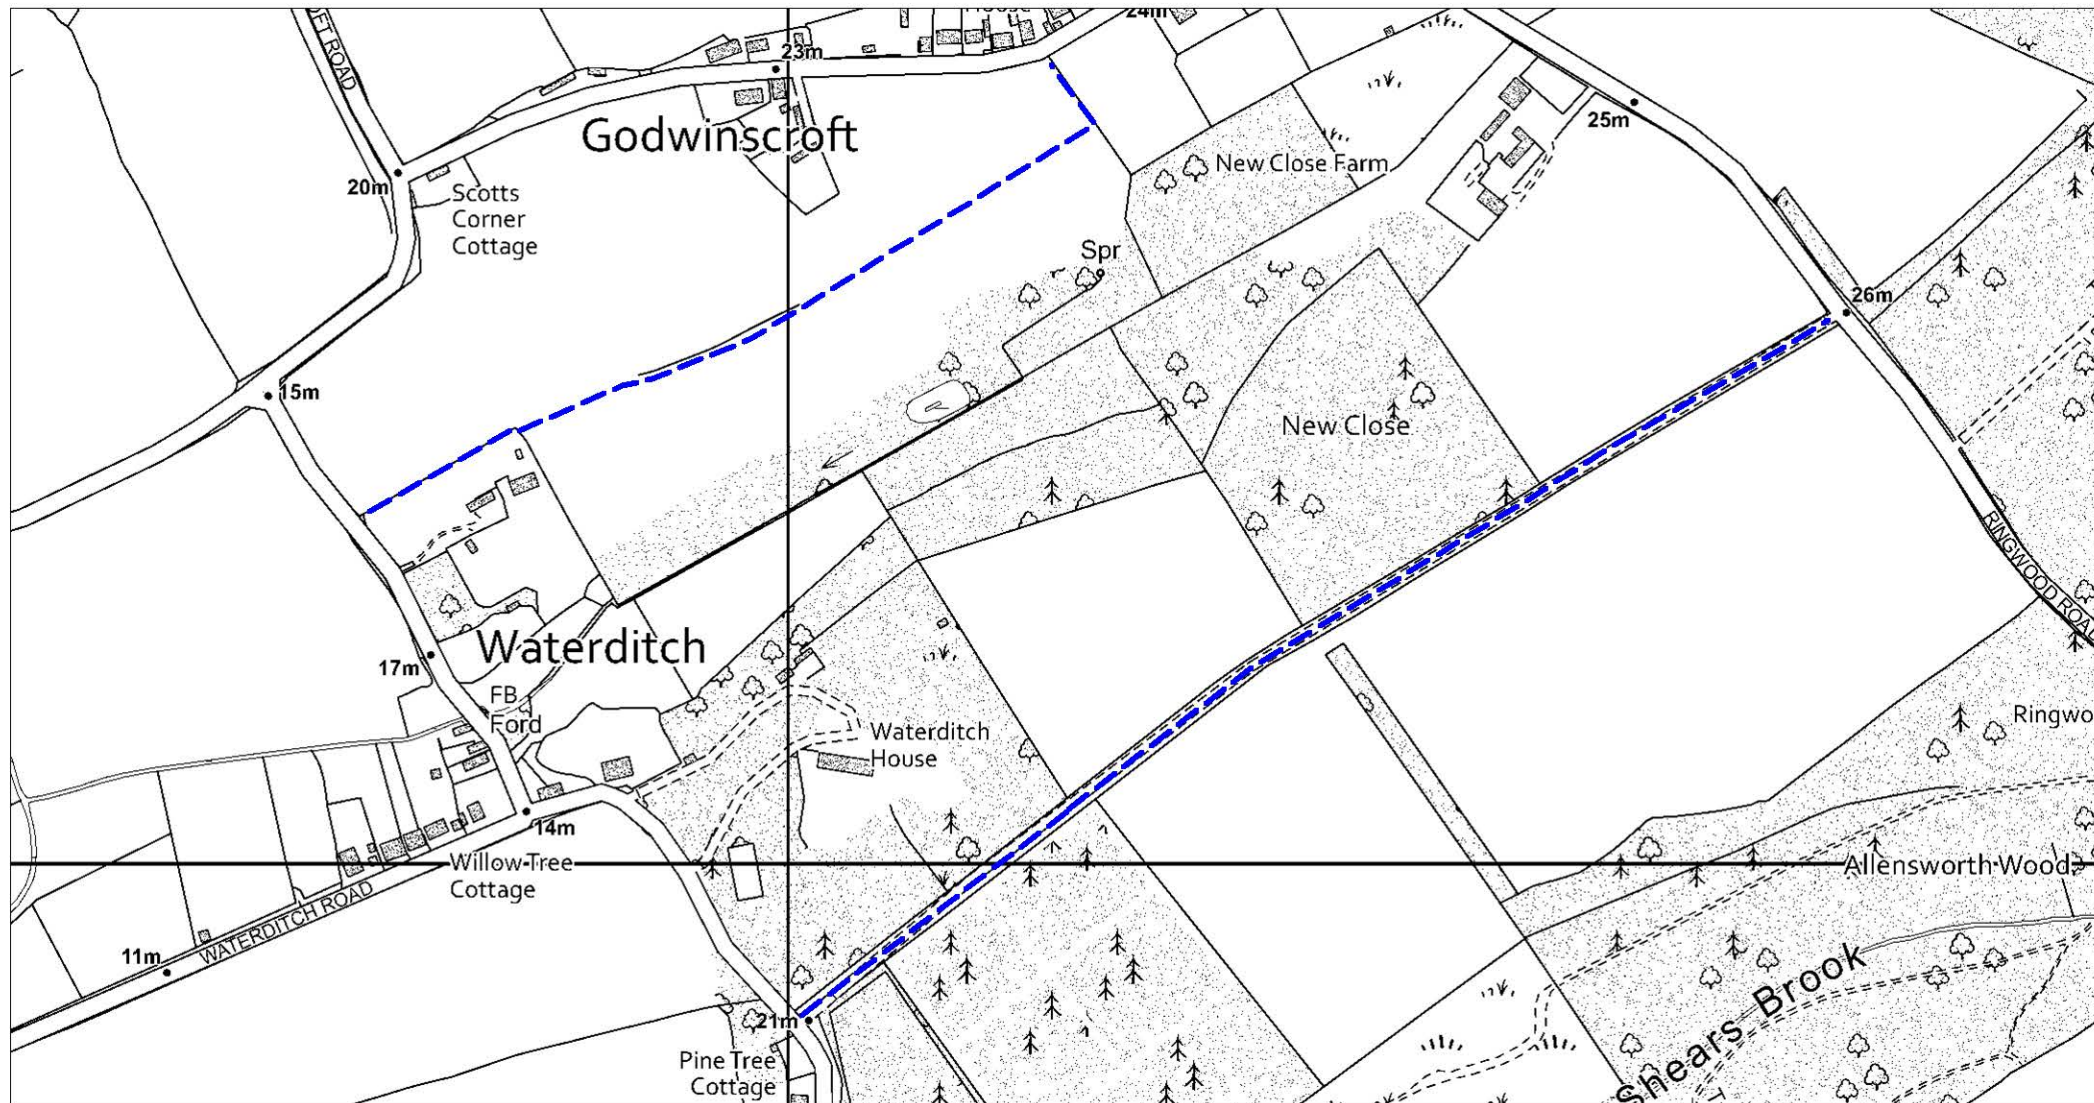 24m
23m
ROAD
Godwinscroft
25m
New Close Farm
20m
Scotts
Corner
Cottage
Spr
26m
15m
New Close
RINGWOOD ROAD
Waterditch
17m
FB
Ford
Ringwo
Waterditch
House
14m
Willow Tree
Cottage
Allensworth Wood
WATERDITCH ROAD
11m
Shears Brook
21m
Pine Tree
Cottage